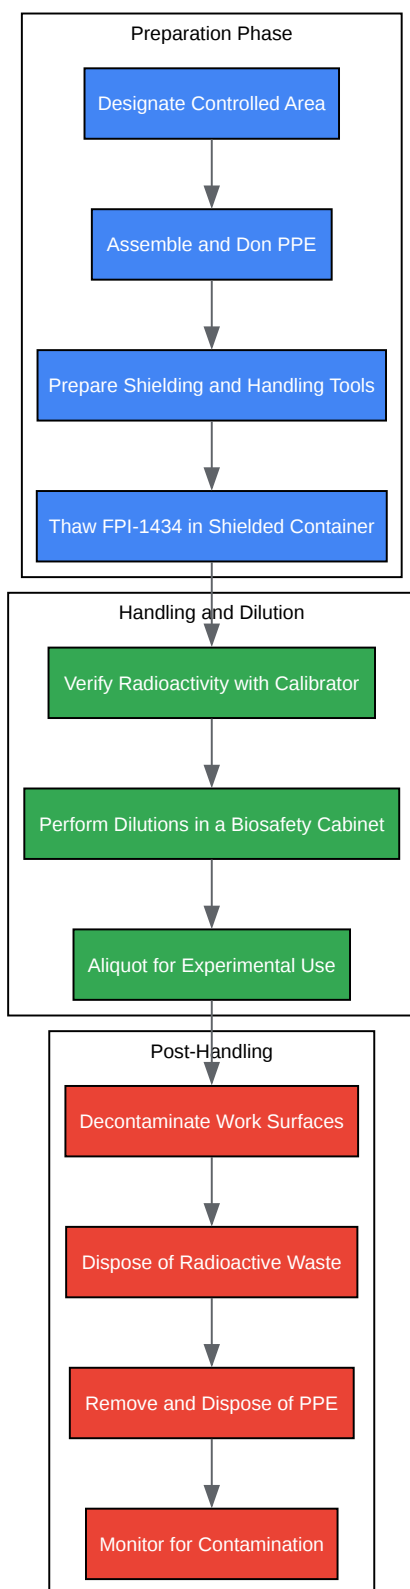 Preparation Phase
Designate Controlled Area
Assemble and Don PPE
Prepare Shielding and Handling Tools
Thaw FPI-1434 in Shielded Container
Handling and Dilution
Verify Radioactivity with Calibrator
Perform Dilutions in a Biosafety Cabinet
Aliquot for Experimental Use
Post-Handling
Decontaminate Work Surfaces
Dispose of Radioactive Waste
Remove and Dispose of PPE
Monitor for Contamination